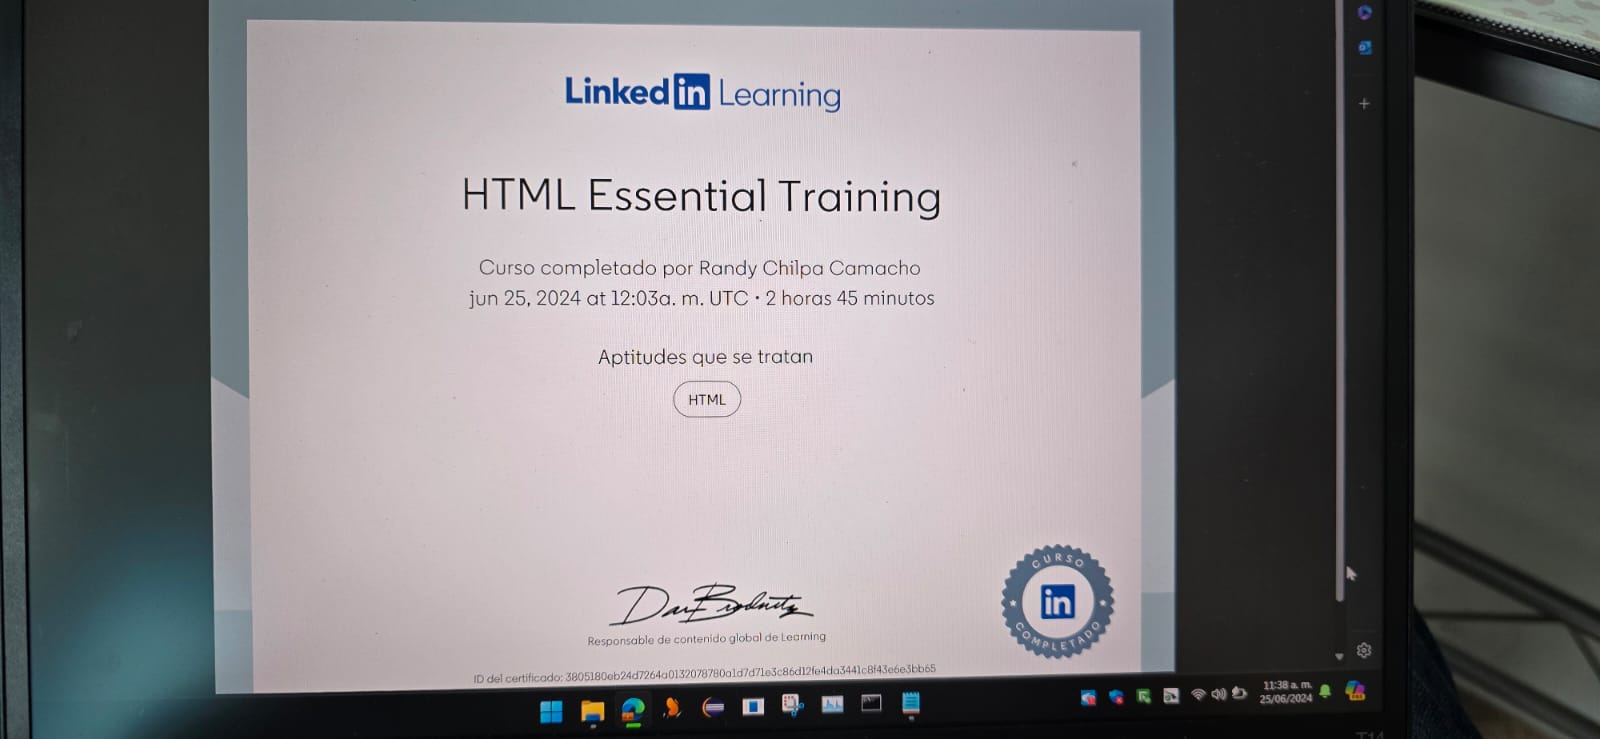 Linked in Learning
HTML Essential Training
Curso completado por Randy Chilpa Camacho
jun 25, 2024 at 12:03a. m. UTC • 2 horas 45 minutos
Aptitudes que se tratan
HTML
Responsable de contenido global de Learning
CURSO
in
COMPLETADO
ID del certificado: 3805180eb24d7264a0132078780a1d7d71e3c86d12fe4da3441c8f43e6e3bb65
11:38 a. m.
25/06/2024
T14